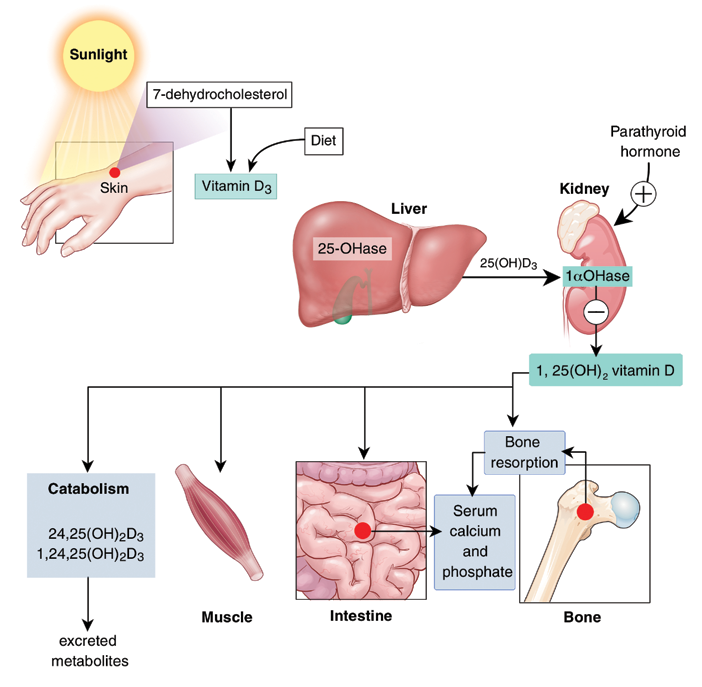 Sunlight
7-dehydrocholesterol
Diet
Skin
Vitamin D3
Parathyroid
hormone
Kidney
Liver
25-OHase
25(OH)D3
1αOHase
1, 25(OH)2 vitamin D
Bone
resorption
Catabolism
24,25(OH)2D3
1,24,25(OH)2D3
Serum
calcium
and
phosphate
Muscle
Intestine
Bone
excreted
metabolites